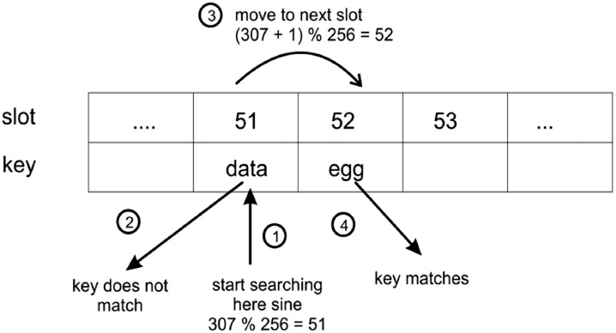 3 move to next slot
(307 + 1) % 256 = 52
slot .... 51 52 53 ...
key data egg
2 1 4
key does not
match
start searching
here sine
307 % 256 = 51
key matches